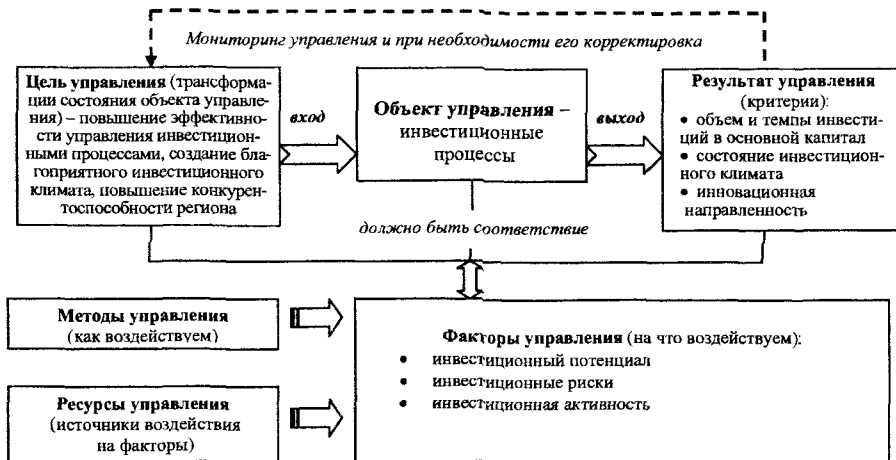 Мониторинг управления и при необходимости его корректировка
Цель управления (трансформа-
ции состояния объекта управле-
ния) – повышение эффективно-
сти управления инвестицион-
ными процессами, создание бла-
гоприятного инвестиционного
климата, повышение конкурен-
тоспособности региона
вход
Объект управления –
инвестиционные
процессы
выход
Результат управления
(критерии):
• объем и темпы инвести-
ций в основной капитал
• состояние инвестицион-
ного климата
• инновационная
направленность
должно быть соответствие
Методы управления
(как воздействуем)
Ресурсы управления
(источники воздействия
на факторы)
Факторы управления (на что воздействуем):
• инвестиционный потенциал
• инвестиционные риски
• инвестиционная активность